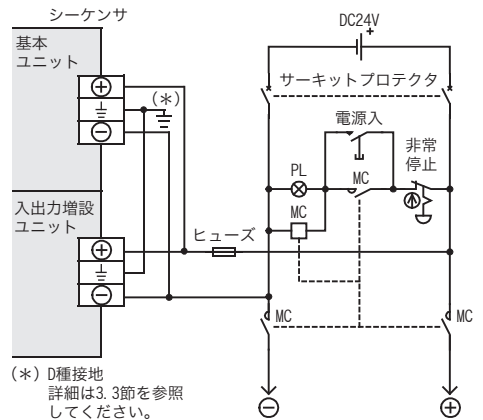 シーケンサ
DC24V
+
基本
ユニット
サーキットプロテクタ
⊕
(*)
電源入
⊖
非常
停止
PL
MC
入出力増設
ユニット
MC
ヒューズ
⊕
⊖
MC
MC
(*) D種接地
詳細は3.3節を参照
してください。
⊖
⊕